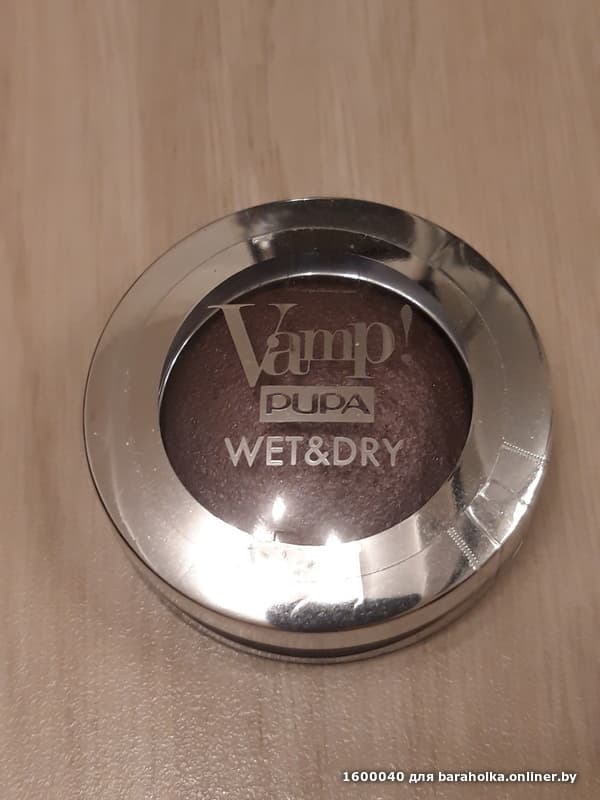 Vamp!
PUPA
WET&DRY
1600040 для baraholka.onliner.by